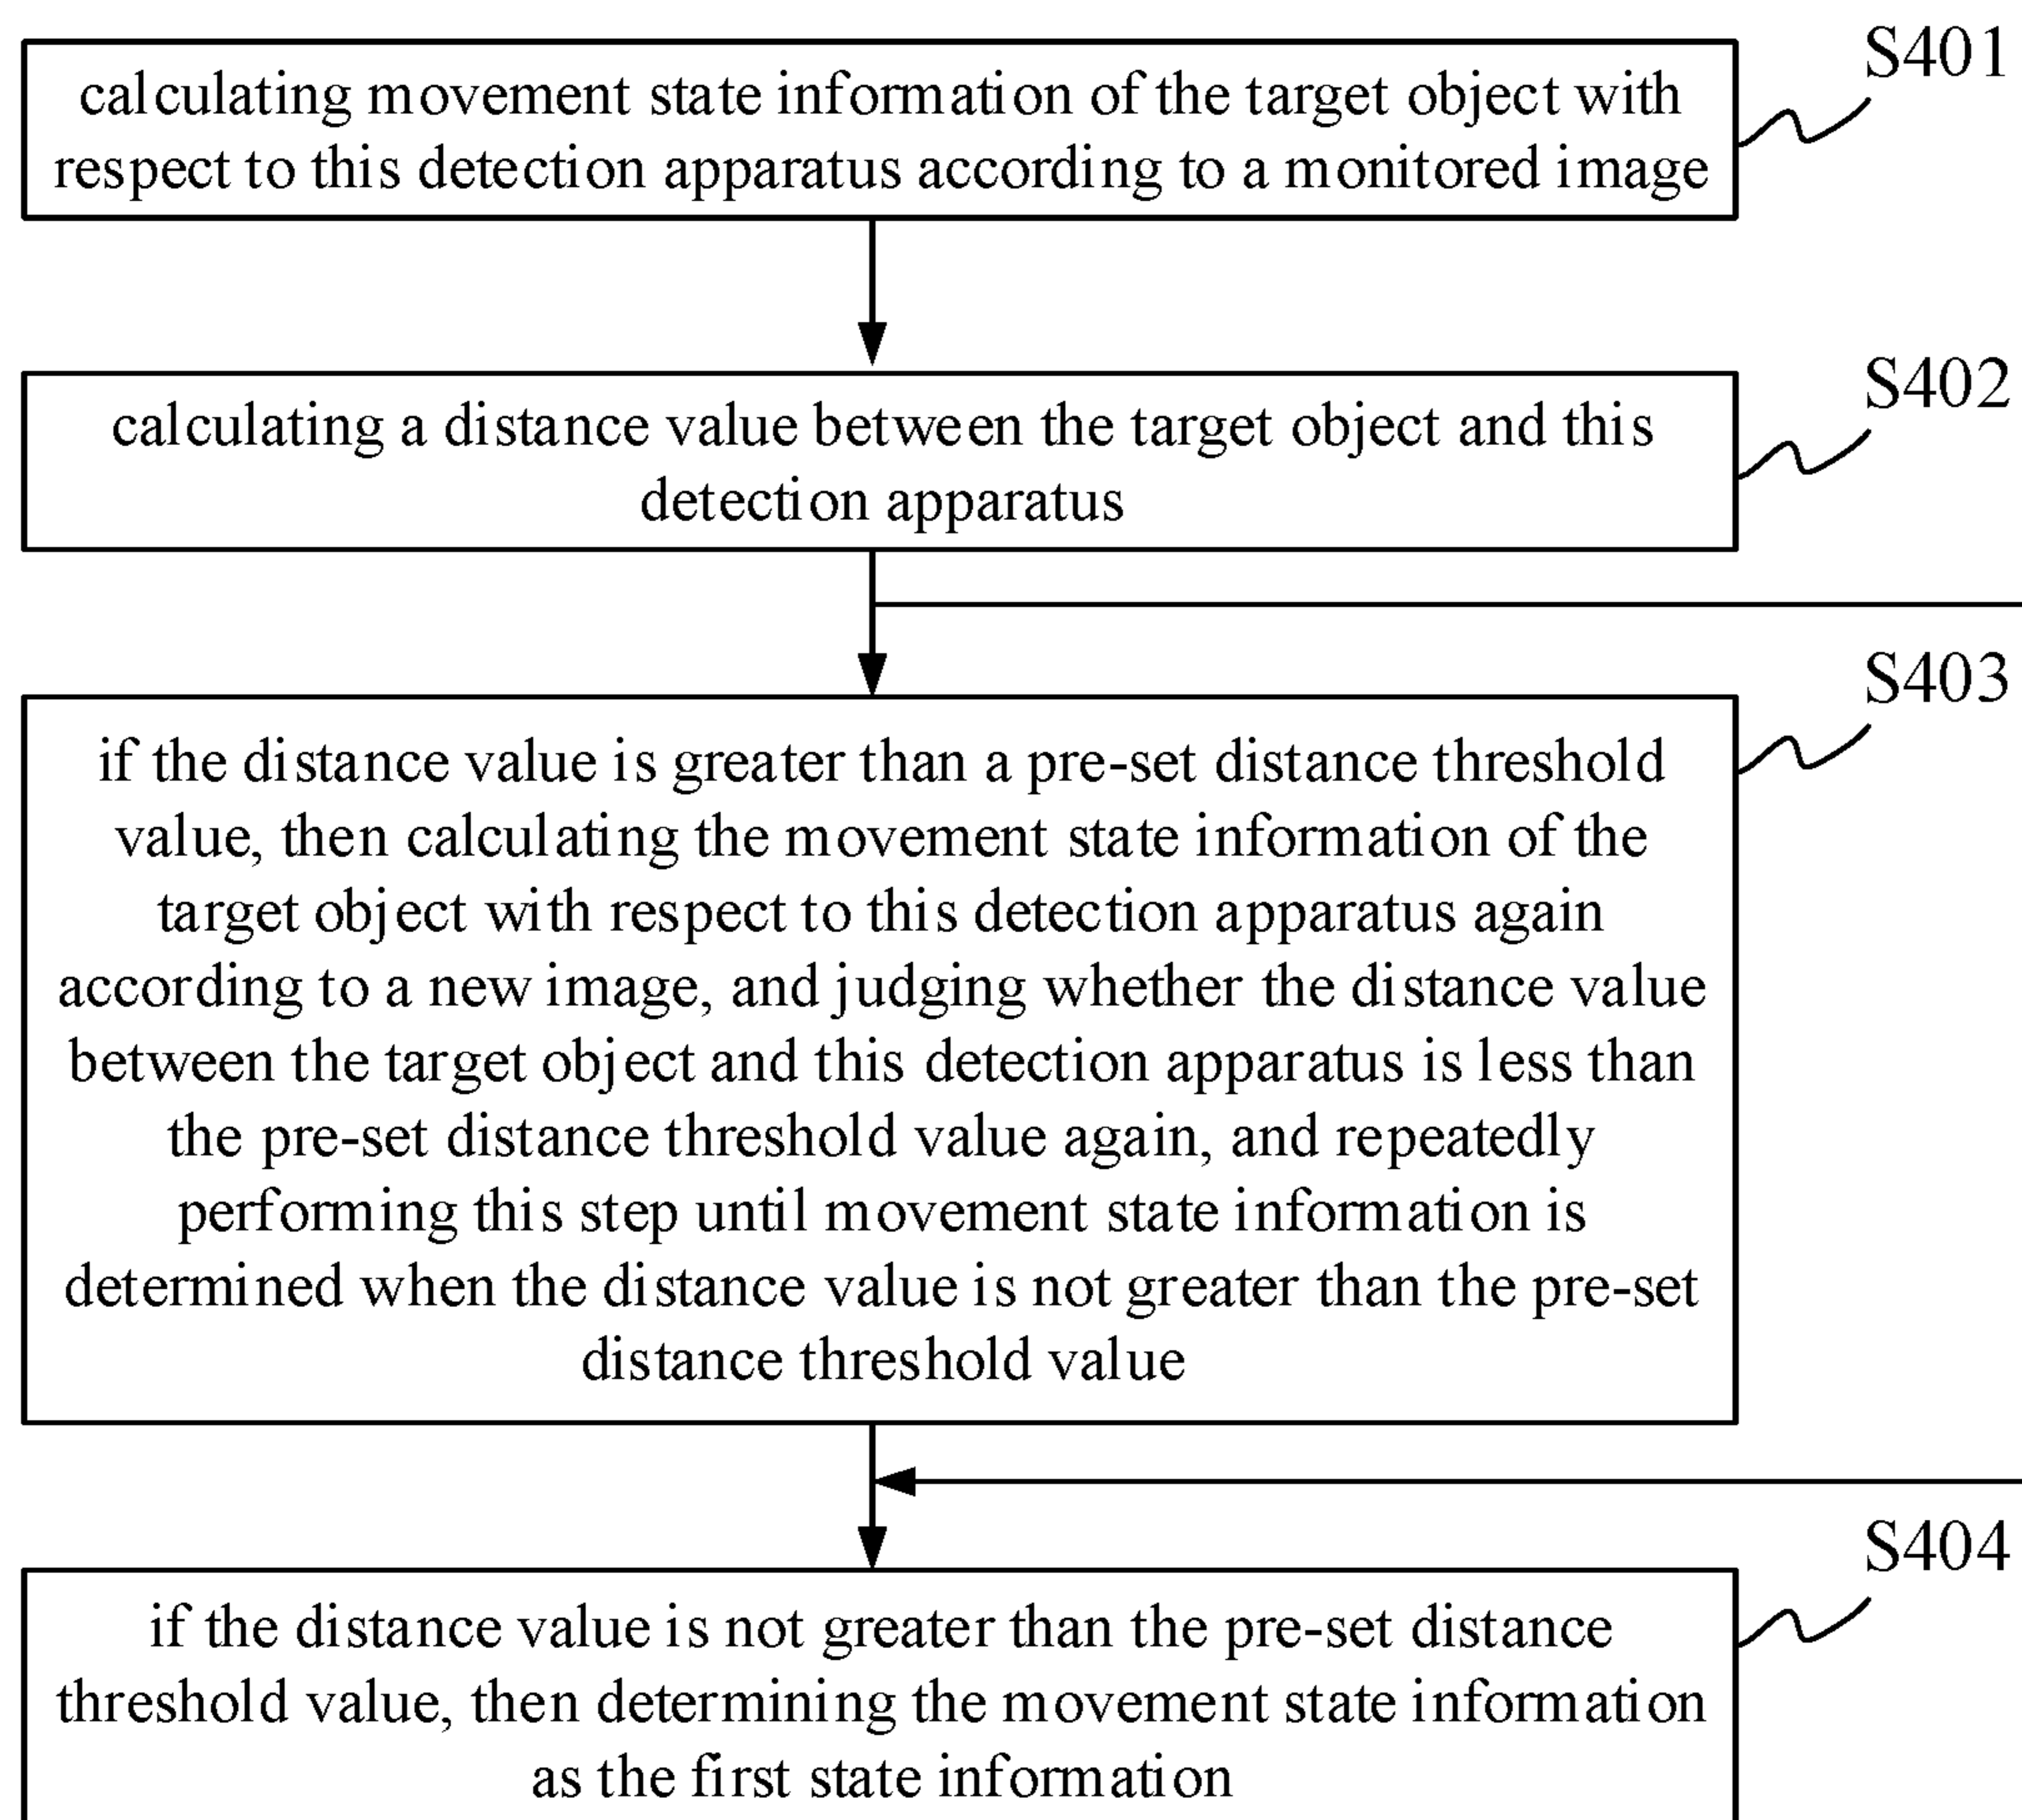 S401
calculating movement state information of the target object with
respect to this detection apparatus according to a monitored image
S402
calculating a distance value between the target object and this
detection apparatus
S403
if the distance value is greater than a pre-set distance threshold
value, then calculating the movement state information of the
target object with respect to this detection apparatus again
according to a new image, and judging whether the distance value
between the target object and this detection apparatus is less than
the pre-set distance threshold value again, and repeatedly
performing this step until movement state information is
determined when the distance value is not greater than the pre-set
distance threshold value
S404
if the distance value is not greater than the pre-set distance
threshold value, then determining the movement state information
as the first state information